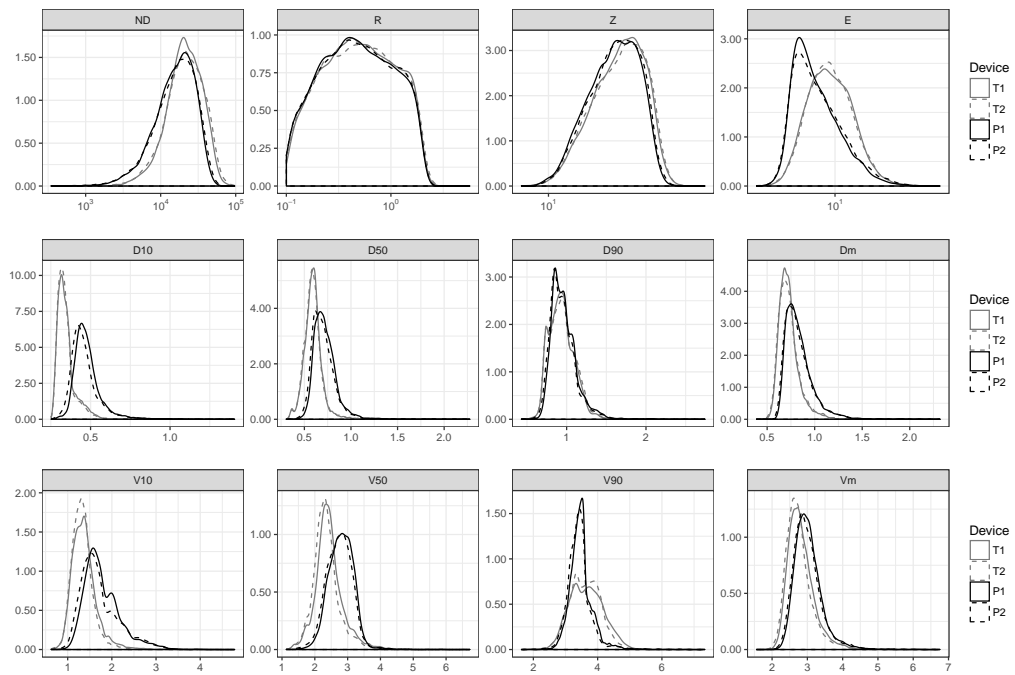 ND R Z E
1.50 1.00 0.50 0.00
1.00 0.75 0.50 0.25 0.00
3.00 2.00 1.00 0.00
3.00 2.00 1.00 0.00
10³ 10⁴ 10⁵
10⁻¹ 10⁰
10¹
10¹
Device
T1
T2
P1
P2
D10 D50 D90 Dm
10.00 7.50 5.00 2.50 0.00
4.00 2.00 0.00
3.00 2.00 1.00 0.00
4.00 3.00 2.00 1.00 0.00
0.5 1.0
0.5 1.0 1.5 2.0
1 2
0.5 1.0 1.5 2.0
Device
T1
T2
P1
P2
V10 V50 V90 Vm
2.00 1.50 1.00 0.50 0.00
1.00 0.50 0.00
1.50 1.00 0.50 0.00
1.00 0.50 0.00
1 2 3 4
1 2 3 4 5 6
2 4 6
2 3 4 5 6 7
Device
T1
T2
P1
P2